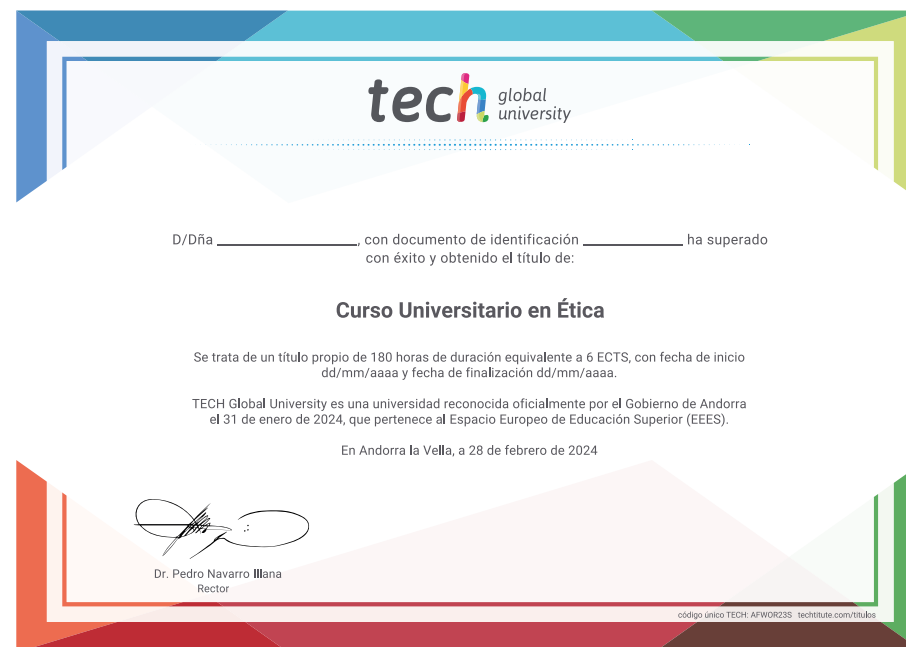 tech global university
D/Dña ________________, con documento de identificación ____________ ha superado
con éxito y obtenido el título de:
Curso Universitario en Ética
Se trata de un título propio de 180 horas de duración equivalente a 6 ECTS, con fecha de inicio
dd/mm/aaaa y fecha de finalización dd/mm/aaaa.
TECH Global University es una universidad reconocida oficialmente por el Gobierno de Andorra
el 31 de enero de 2024, que pertenece al Espacio Europeo de Educación Superior (EEES).
En Andorra la Vella, a 28 de febrero de 2024
Dr. Pedro Navarro Illana
Rector
código único TECH: AFWOR23S techtitute.com/titulos